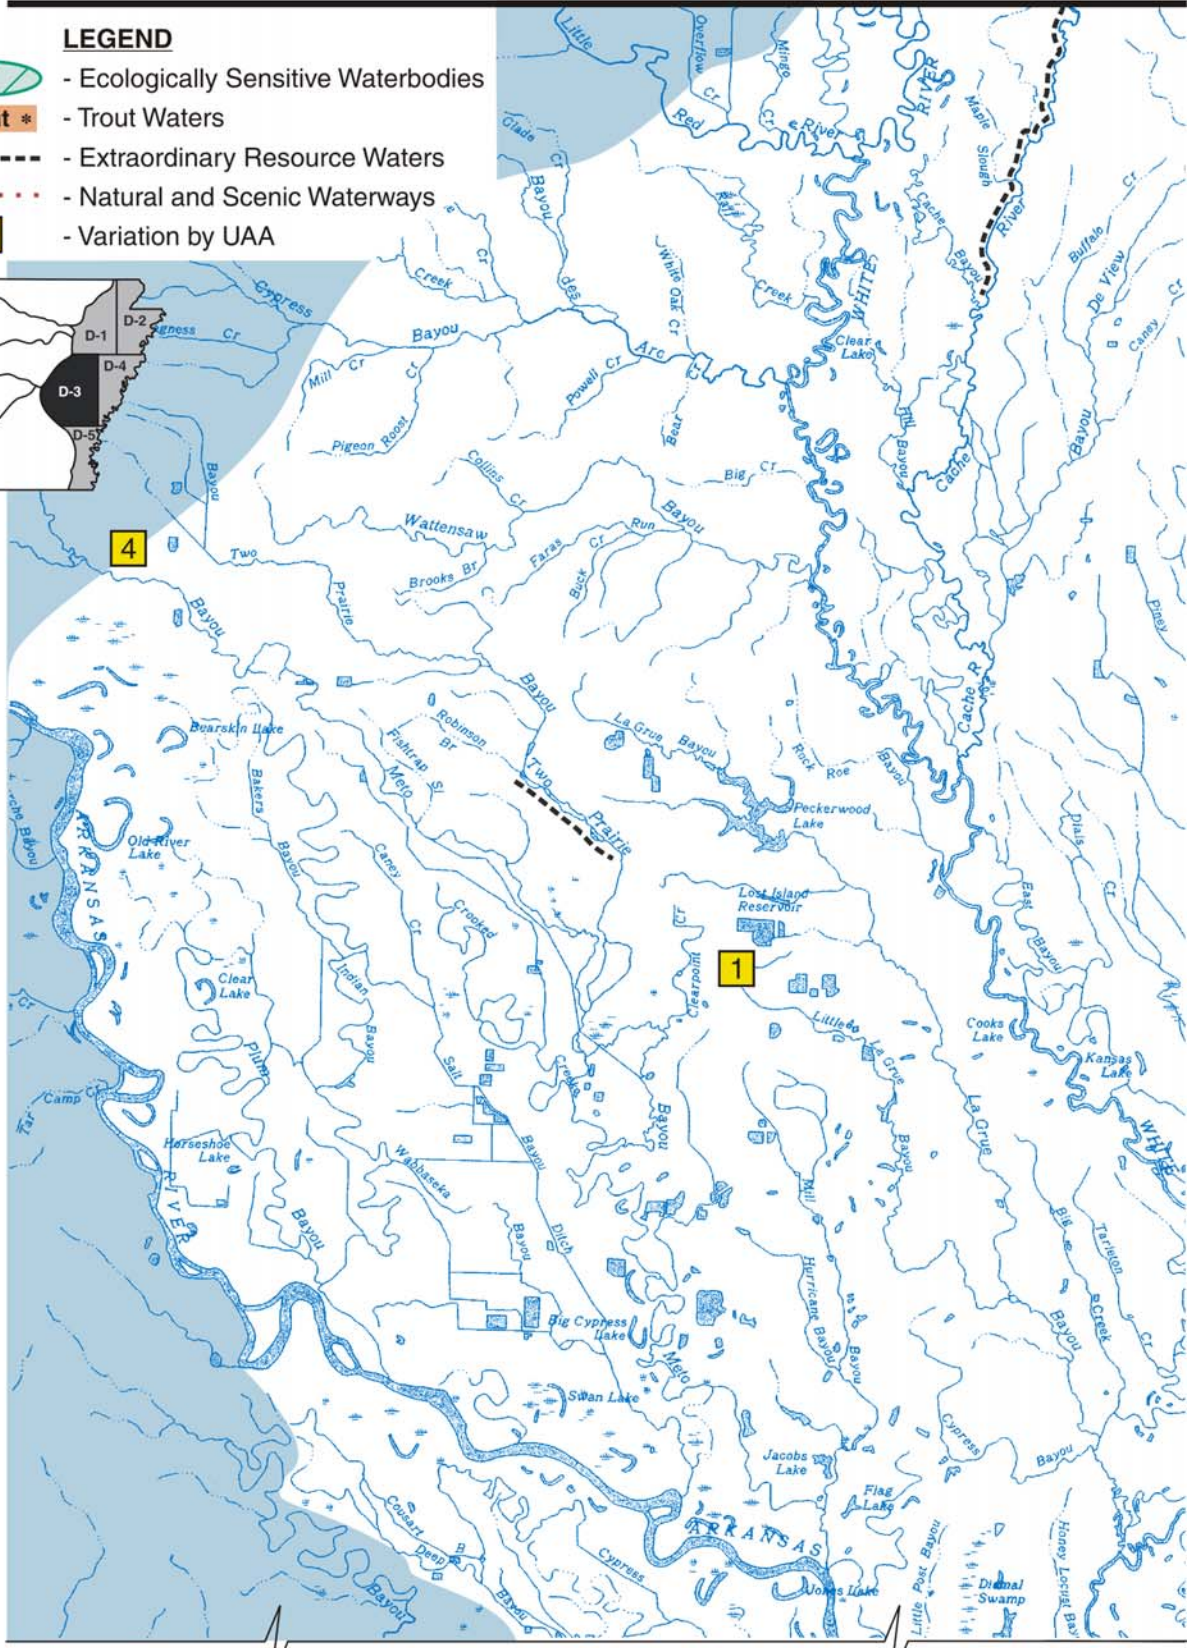 LEGEND
- Ecologically Sensitive Waterbodies
t * - Trout Waters
- Extraordinary Resource Waters
- Natural and Scenic Waterways
- Variation by UAA
D-1
D-2
D-4
D-3
D-5
Little
Overflow
Cr
Mingo
Cr
Red
River
RIVER
Maple
Slough
River
Glade
Cr
Bayou
des
Cache
Bayou
Buffalo
Cr
De View
Cr
Caney
Bayou
Cr
Creek
White Oak Cr
Creek
WHITE
Clear
Lake
Cypress
Bayou
Arc
Cr
Mill Cr
Cr
Roost
Pigeon
Powell Cr
Cr
Bear
Bayou
Cache
Collins
Cr
Big Cr
Bayou
Wattensaw
Bayou
Run
Faras
Cr
Buck
Brooks Br
4
Two
Prairie
Bayou
Piney
Cache R
Bayou
Bearskin Lake
Robinson
Br
Fishtrap
Sl
Meto
La Grue Bayou
Rock
Roe
Bayou
Bakers
Two
Prairie
Peckerwood
Lake
Dials
Cr
Bayou
ARKANSAS
Old River
Lake
Bayou
Caney
Cr
Crooked
Lost Island
Reservoir
East
Bayou
Cr
Clearpoint
1
Clear
Lake
Indian
Bayou
Little
La Grue
Cooks
Lake
Kansas
Lake
Cr
Plum
Salt
Creek
Camp Cr
Tar
Bayou
La Grue
WHITE
Horseshoe
Lake
Wabbaseka
Bayou
Bayou
Mill
RIVER
Bayou
Bayou
Ditch
Big
Tarleton
Hurricane Bayou
Creek
Cr
Big Cypress
Lake
Bayou
Bayou
Meto
Swan Lake
Cypress
Bayou
Jacobs
Lake
Flag
Lake
ARKANSAS
Cousart
Deep
B
Cypress
Bayou
Bayou
Jones Lake
Little Post Bayou
Dismal
Swamp
Honey Locust Bay